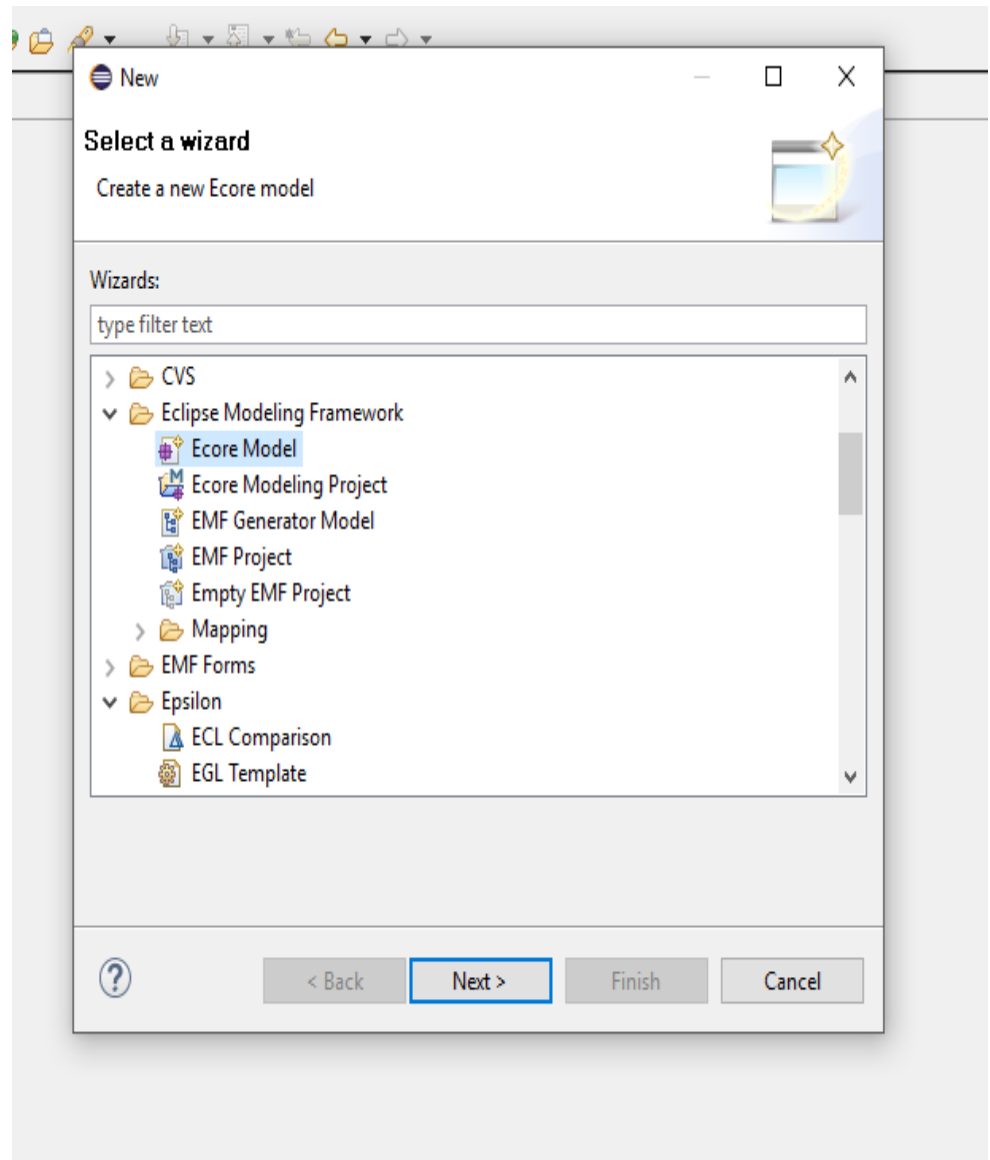 New
Select a wizard
Create a new Ecore model
Wizards:
type filter text
CVS
Eclipse Modeling Framework
Ecore Model
Ecore Modeling Project
EMF Generator Model
EMF Project
Empty EMF Project
Mapping
EMF Forms
Epsilon
ECL Comparison
EGL Template
? < Back Next > Finish Cancel